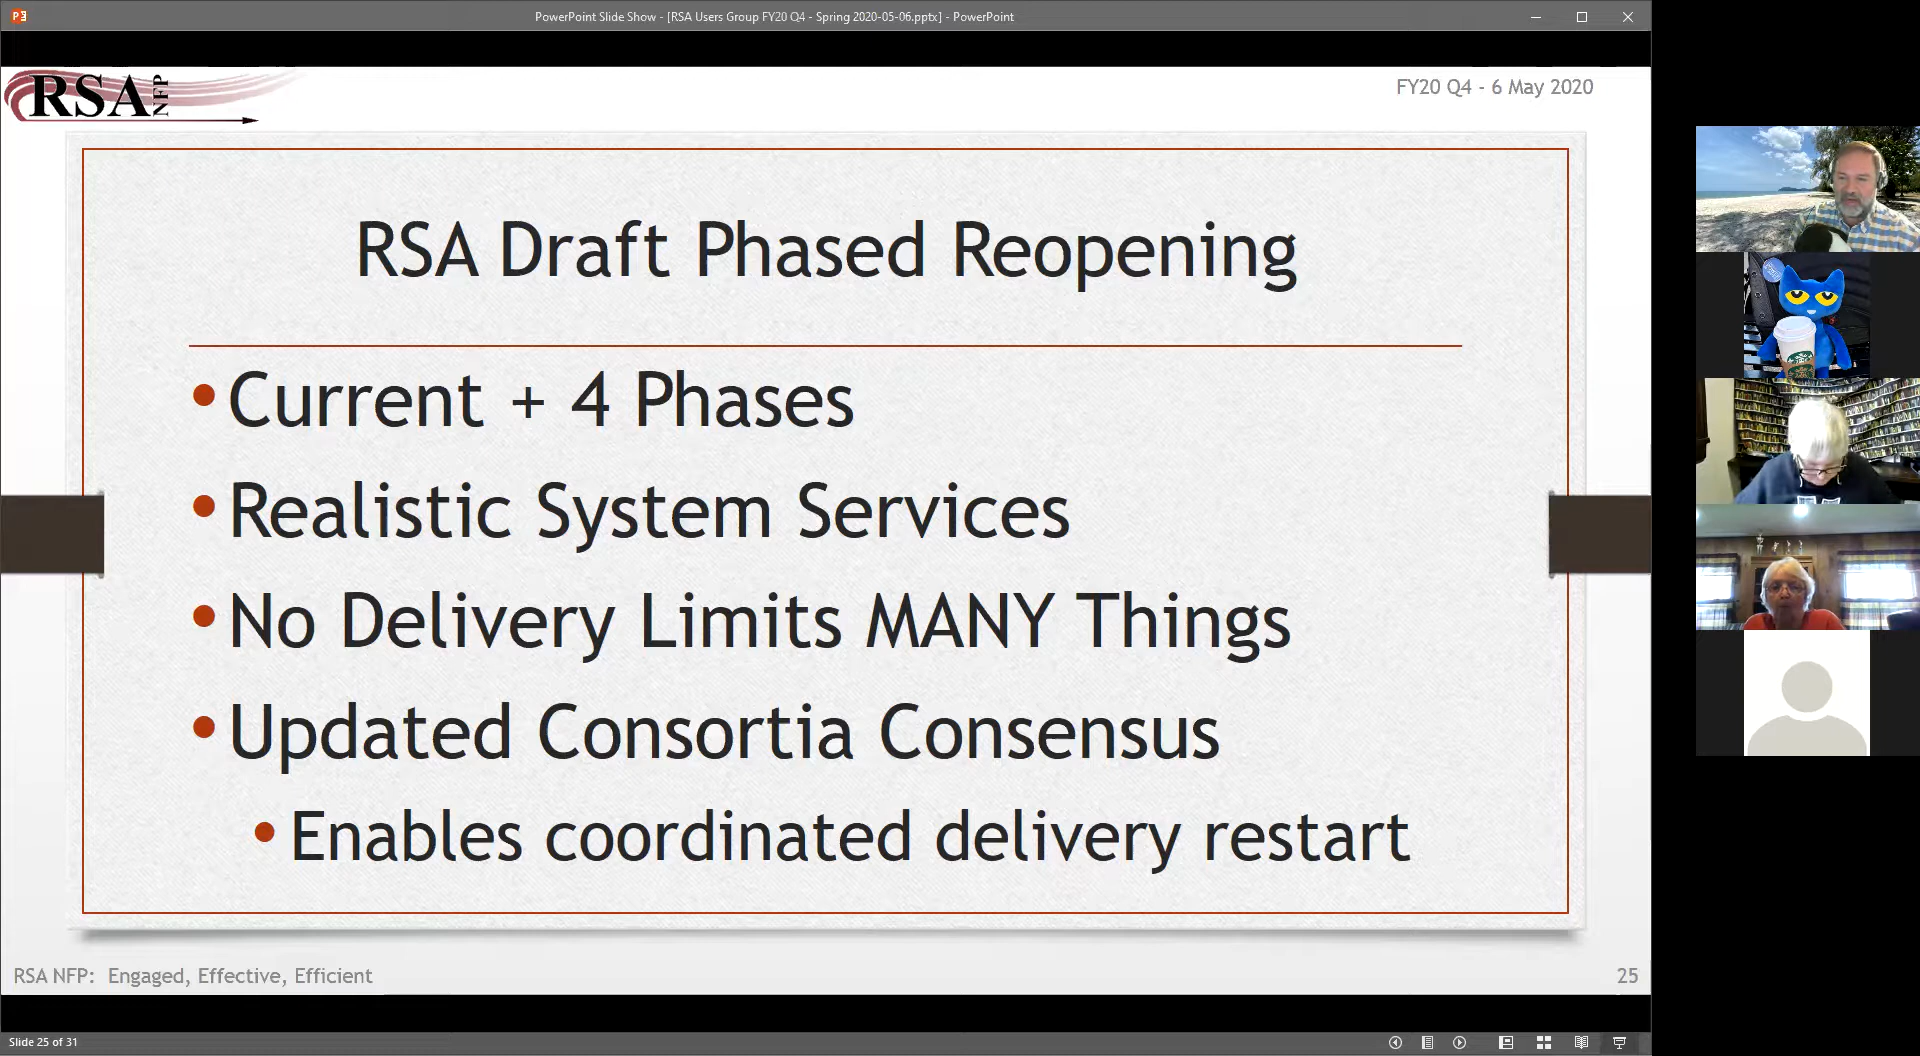 PowerPoint Slide Show - [RSA Users Group FY20 Q4 - Spring 2020-05-06.pptx] - PowerPoint
RSA NFP
FY20 Q4 - 6 May 2020
RSA Draft Phased Reopening
•Current + 4 Phases
•Realistic System Services
•No Delivery Limits MANY Things
•Updated Consortia Consensus
•Enables coordinated delivery restart
RSA NFP: Engaged, Effective, Efficient
25
Slide 25 of 31